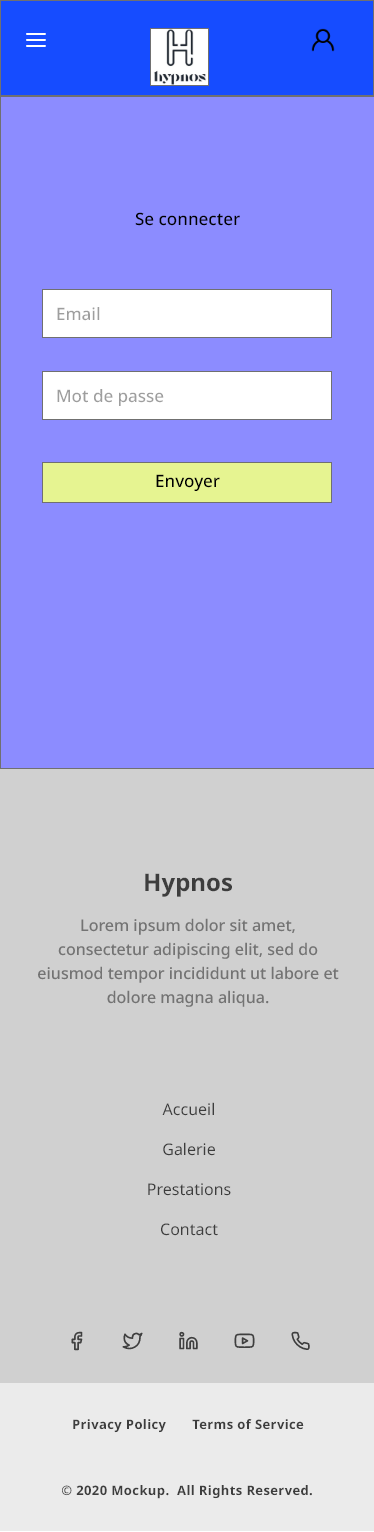 hypnos
Se connecter
Email
Mot de passe
Envoyer
Hypnos
Lorem ipsum dolor sit amet,
consectetur adipiscing elit, sed do
eiusmod tempor incididunt ut labore et
dolore magna aliqua.
Accueil
Galerie
Prestations
Contact
Privacy Policy Terms of Service
© 2020 Mockup. All Rights Reserved.